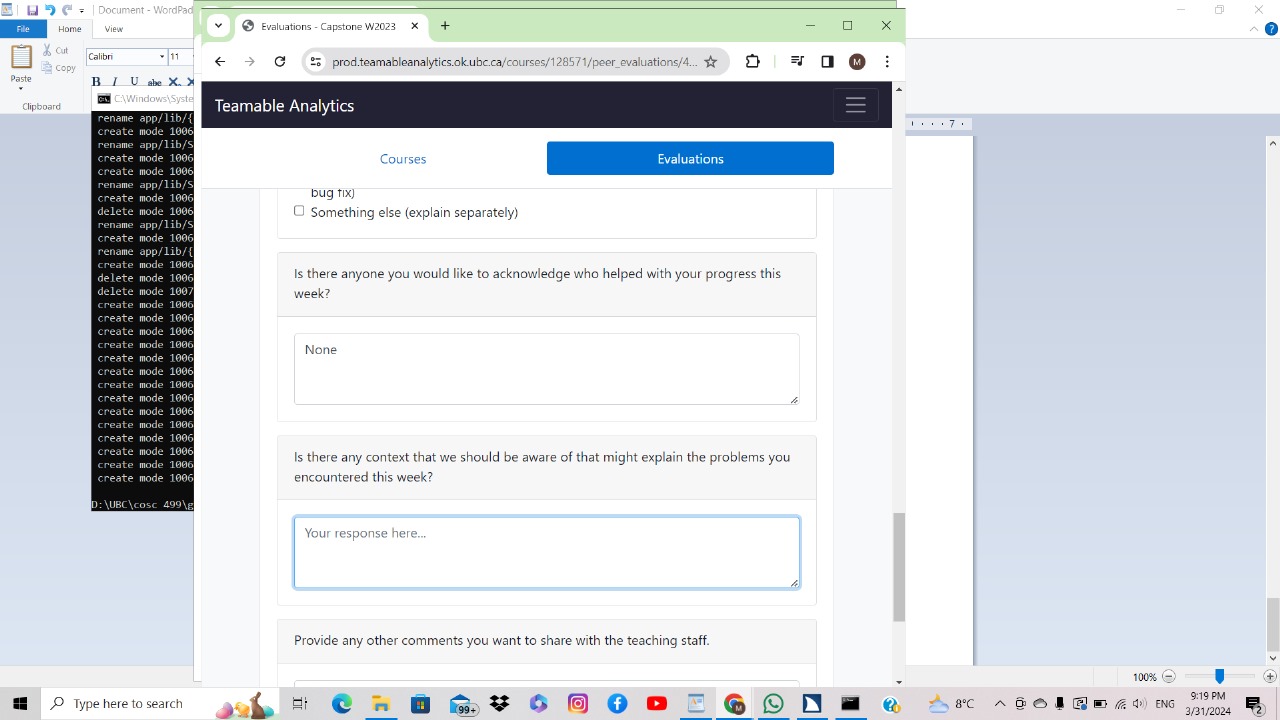 Document - WordPad
File
Home
View
Paste
Cut
Copy
Calibri
11
B I U abc X X
Clipboard
C:\Windows\Syste
rename app/lib/{
create mode 1006
rename app/lib/S
create mode 1006
create mode 1006
rename app/lib/S
create mode 1006
delete mode 1006
rename app/lib/S
create mode 1006
rename app/lib/{
create mode 1006
delete mode 1006
delete mode 1007
create mode 1006
create mode 1006
create mode 1006
create mode 1006
create mode 1006
create mode 1006
create mode 1006
create mode 1006
create mode 1006
create mode 1006
create mode 1006
create mode 1006
create mode 1006
create mode 1006
D:\UBC\cosc 499\g
Evaluations - Capstone W2023
prod.teamableanalytics.ok.ubc.ca/courses/128671/peer_evaluations/4...
M
Teamable Analytics
Courses
Evaluations
bug fix)
Something else (explain separately)
Is there anyone you would like to acknowledge who helped with your progress this
week?
None
Is there any context that we should be aware of that might explain the problems you
encountered this week?
Your response here...
Provide any other comments you want to share with the teaching staff.
7
100%
Type here to search
99+
8°C
ENG
9:19 PM
3/31/2024
2